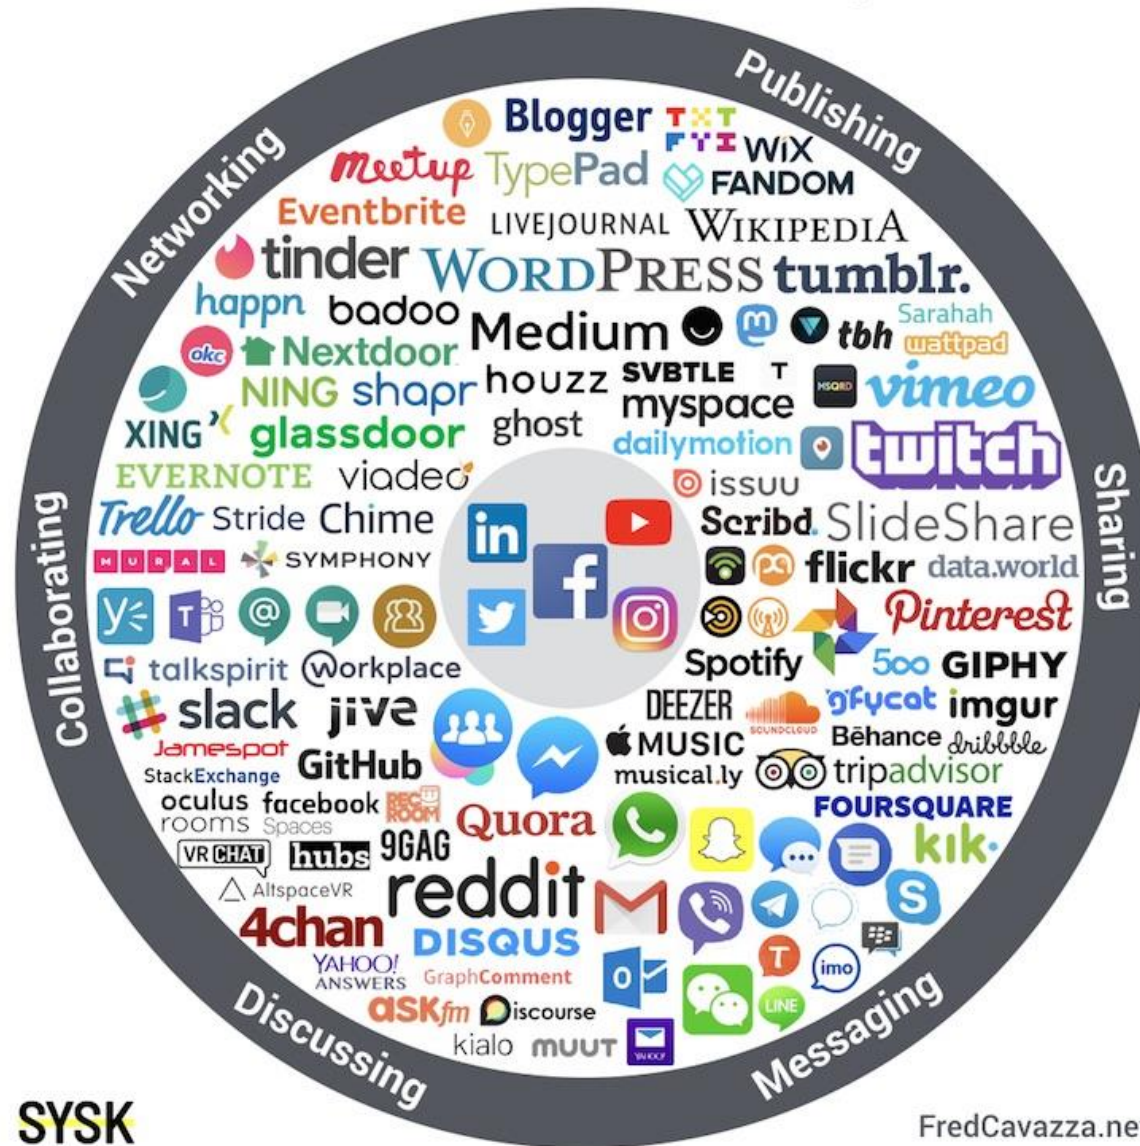 Publishing
Networking
Blogger TXT
FYI
Meetup TypePad WiX
FANDOM
Eventbrite LIVEJOURNAL WIKIPEDIA
tinder WORDPRESS tumblr.
happn badoo Medium m tbh Sarahah
wattpad
okc Nextdoor houzz SVBTLE T MSQRD vimeo
NING shapr myspace
XING glassdoor ghost dailymotion twitch
EVERNOTE viadeo issuu
Sharing
Collaborating
Trello Stride Chime in Scribd. SlideShare
MURAL SYMPHONY f flickr data.world
y T @ Pinterest
talkspirit workplace Spotify 500 GIPHY
slack jive DEEZER SOUNDCLOUD gfycat imgur
Jamespot MUSIC Bēhance dribbble
StackExchange GitHub musical.ly tripadvisor
oculus rooms facebook Spaces REC ROOM Quora FOURSQUARE
VRCHAT hubs 9GAG kik.
AltspaceVR reddit S
4chan DISQUS T imo
YAHOO! ANSWERS GraphComment O
askfm Discourse LINE
kialo MUUT YAHOO!
Discussing
Messaging
SYSK
FredCavazza.ne